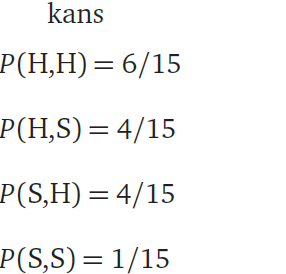 kans
P(H,H) = 6/15
P(H,S) = 4/15
P(S,H) = 4/15
P(S,S) = 1/15